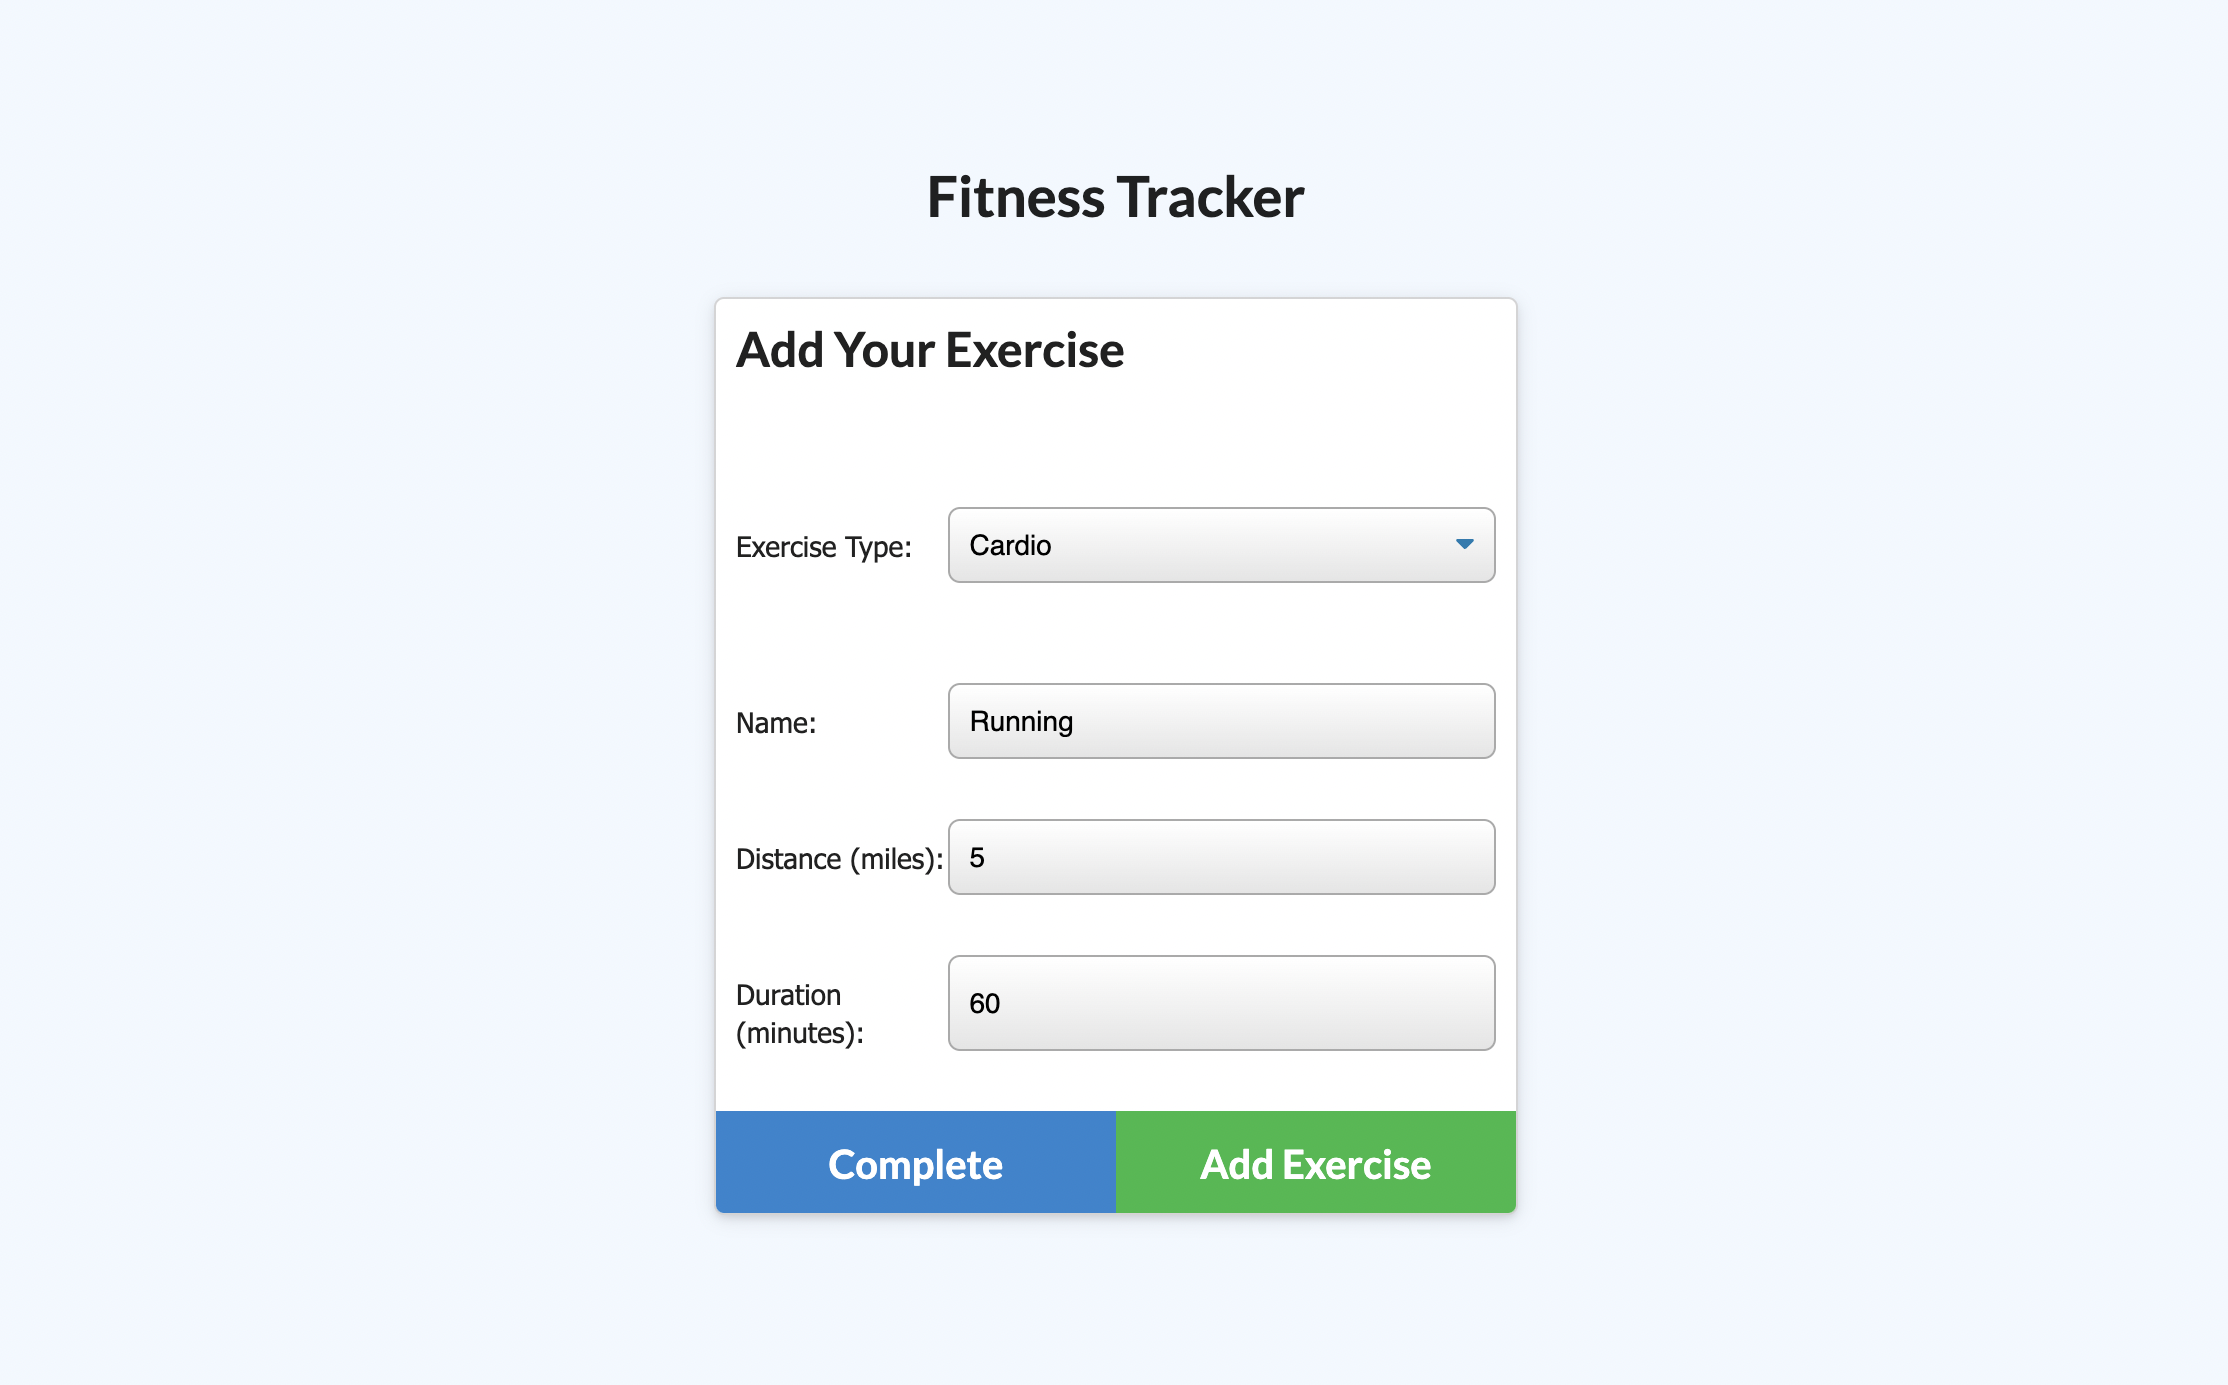 Fitness Tracker
Add Your Exercise
Exercise Type: Cardio
Name: Running
Distance (miles): 5
Duration
(minutes): 60
Complete Add Exercise